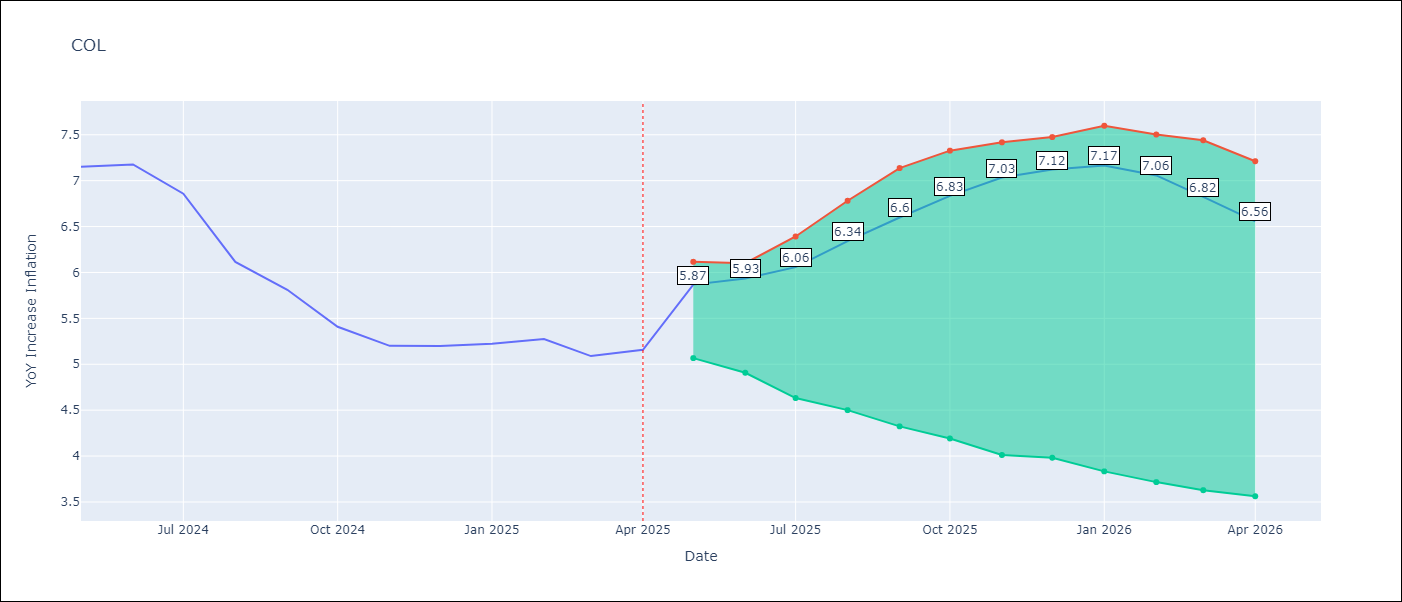 COL
YoY Increase Inflation
7.5
7
6.5
6
5.5
5
4.5
4
3.5
5.87
5.93
6.06
6.34
6.6
6.83
7.03
7.12
7.17
7.06
6.82
6.56
Jul 2024
Oct 2024
Jan 2025
Apr 2025
Jul 2025
Oct 2025
Jan 2026
Apr 2026
Date